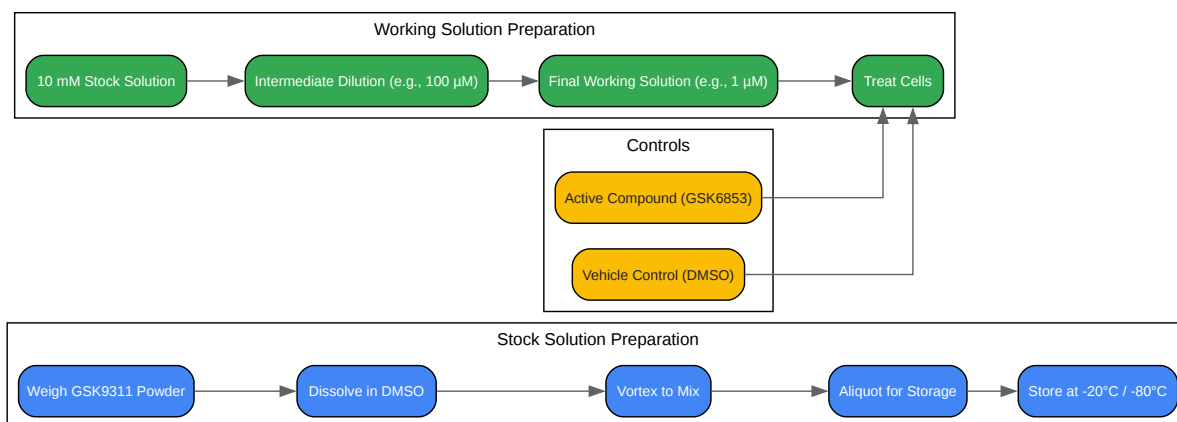 Working Solution Preparation
10 mM Stock Solution
Intermediate Dilution (e.g., 100 µM)
Final Working Solution (e.g., 1 µM)
Treat Cells
Controls
Active Compound (GSK6853)
Vehicle Control (DMSO)
Stock Solution Preparation
Weigh GSK9311 Powder
Dissolve in DMSO
Vortex to Mix
Aliquot for Storage
Store at -20°C / -80°C